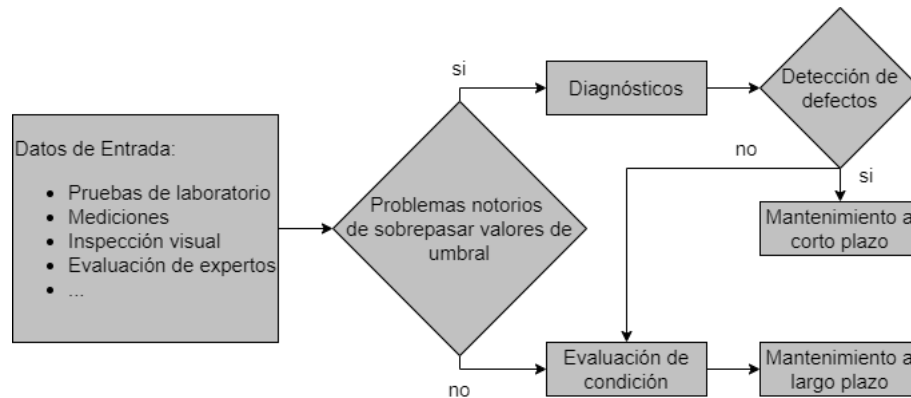 Datos de Entrada:
• Pruebas de laboratorio
• Mediciones
• Inspección visual
• Evaluación de expertos
• ...
Problemas notorios
de sobrepasar valores de
umbral
si
Diagnósticos
Detección de
defectos
no
si
Mantenimiento a
corto plazo
no
Evaluación de
condición
Mantenimiento a
largo plazo